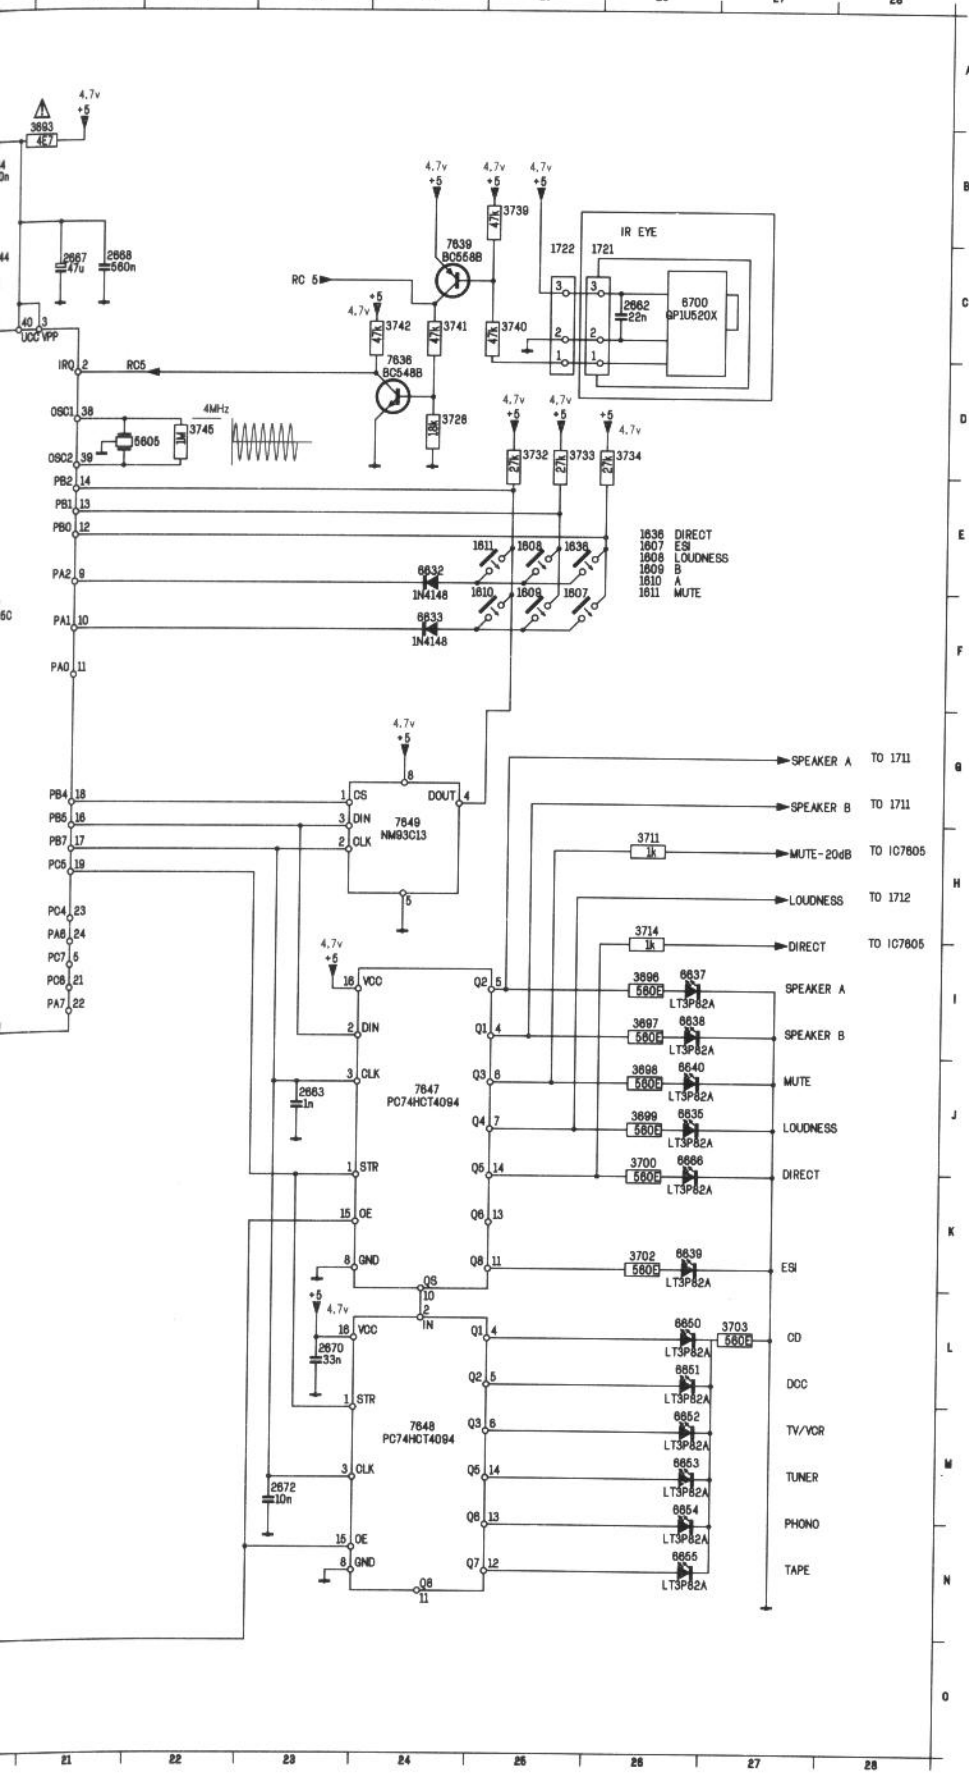 27
28
A
B
C
D
E
F
G
H
I
J
K
L
M
N
O
4.7v
+5
3693
4E7
2667
47u
2668
560n
40 3
UCC VPP
4.7v
+5
4.7v
+5
4.7v
+5
3739
47k
7639
BC558B
IR EYE
1722 1721
RC 5
+5
4.7v
3742
47k
3741
47k
3740
47k
3
2
1
3
2
1
2662
22n
6700
GP1U520X
IRQ 2
RC5
7636
BC548B
3728
18k
OSC1 38
4MHz
5605
1M
3745
OSC2 39
4.7v
+5
4.7v
+5
+5
4.7v
3732
27k
3733
27k
3734
27k
PB2 14
PB1 13
PB0 12
PA2 9
PA1 10
PA0 11
5C
1611 1608 1636
1610 1609 1607
6632
1N4148
6633
1N4148
1636 DIRECT
1607 ESI
1608 LOUDNESS
1609 B
1610 A
1611 MUTE
4.7v
+5
8
PB4 18
PB5 16
PB7 17
PC5 19
1 CS
3 DIN
2 CLK
DOUT 4
7649
NM93C13
5
PC4 23
PA6 24
PC7 5
PC6 21
PA7 22
SPEAKER A TO 1711
SPEAKER B TO 1711
3711
1k
MUTE-20dB TO IC7605
LOUDNESS TO 1712
3714
1k
DIRECT TO IC7605
4.7v
+5
16 VCC
2 DIN
3 CLK
1 STR
15 OE
8 GND
7647
PC74HCT4094
2663
1n
Q2 5
Q1 4
Q3 6
Q4 7
Q5 14
Q6 13
Q8 11
QS
10
3696
560E
6637
LT3P82A
SPEAKER A
3697
560E
6638
LT3P82A
SPEAKER B
3698
560E
6640
LT3P82A
MUTE
3699
560E
6635
LT3P82A
LOUDNESS
3700
560E
6666
LT3P82A
DIRECT
3702
560E
6639
LT3P82A
ESI
+5
4.7v
2
IN
16 VCC
2670
33n
1 STR
3 CLK
15 OE
8 GND
2672
10n
7648
PC74HCT4094
Q8
11
Q1 4
Q2 5
Q3 6
Q5 14
Q6 13
Q7 12
6650
LT3P82A
3703
560E
CD
6651
LT3P82A
DCC
6652
LT3P82A
TV/VCR
6653
LT3P82A
TUNER
6654
LT3P82A
PHONO
6655
LT3P82A
TAPE
21 22 23 24 25 26 27 28